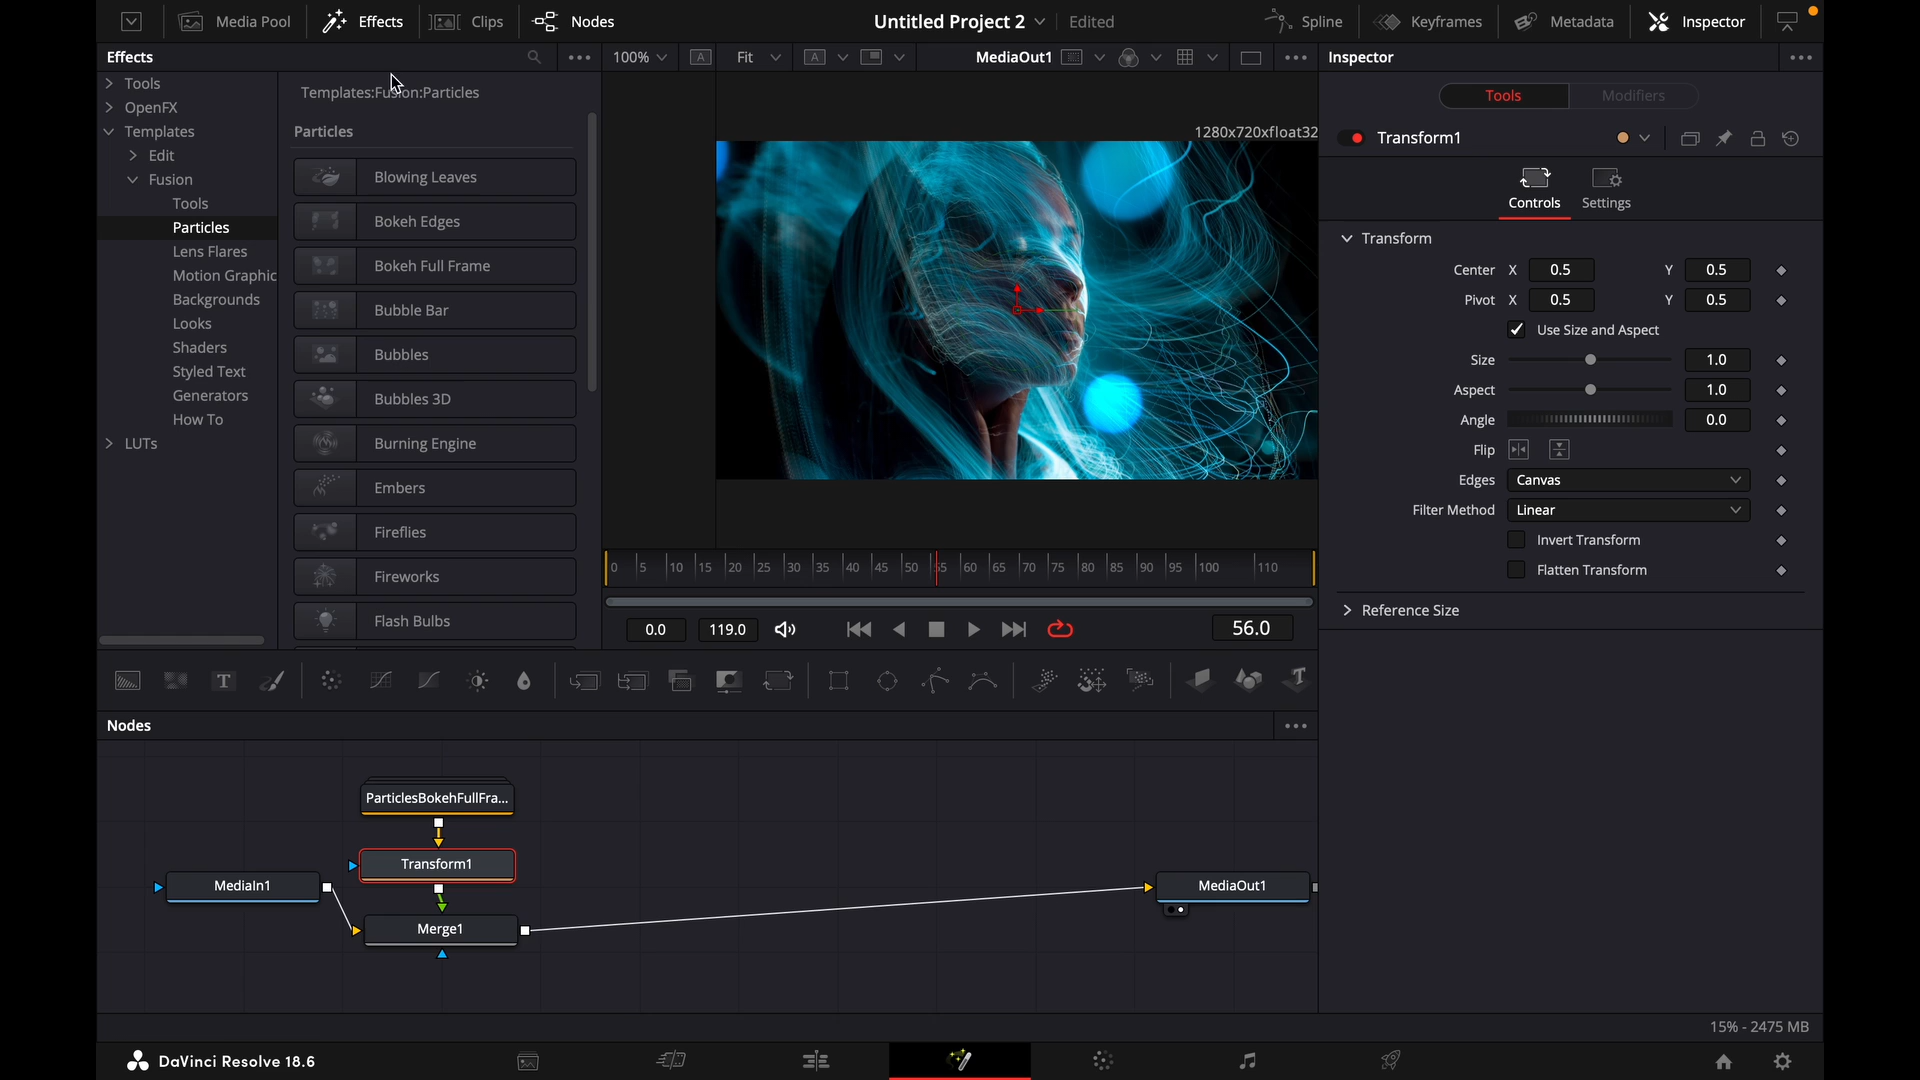 Media Pool
Effects
Clips
Nodes
Untitled Project 2
Edited
Spline
Keyframes
Metadata
Inspector
Effects
100%
A
Fit
A
MediaOut1
Inspector
Tools
OpenFX
Templates
Edit
Fusion
Tools
Particles
Lens Flares
Motion Graphic
Backgrounds
Looks
Shaders
Styled Text
Generators
How To
LUTs
Templates:Fusion:Particles
Particles
Blowing Leaves
Bokeh Edges
Bokeh Full Frame
Bubble Bar
Bubbles
Bubbles 3D
Burning Engine
Embers
Fireflies
Fireworks
Flash Bulbs
1280x720xfloat32
0 5 10 15 20 25 30 35 40 45 50 55 60 65 70 75 80 85 90 95 100 110
0.0
119.0
56.0
Tools
Modifiers
Transform1
Controls
Settings
Transform
Center X 0.5 Y 0.5
Pivot X 0.5 Y 0.5
Use Size and Aspect
Size 1.0
Aspect 1.0
Angle 0.0
Flip
Edges Canvas
Filter Method Linear
Invert Transform
Flatten Transform
Reference Size
T
T
Nodes
ParticlesBokehFullFra...
Transform1
MediaIn1
Merge1
MediaOut1
15% - 2475 MB
DaVinci Resolve 18.6